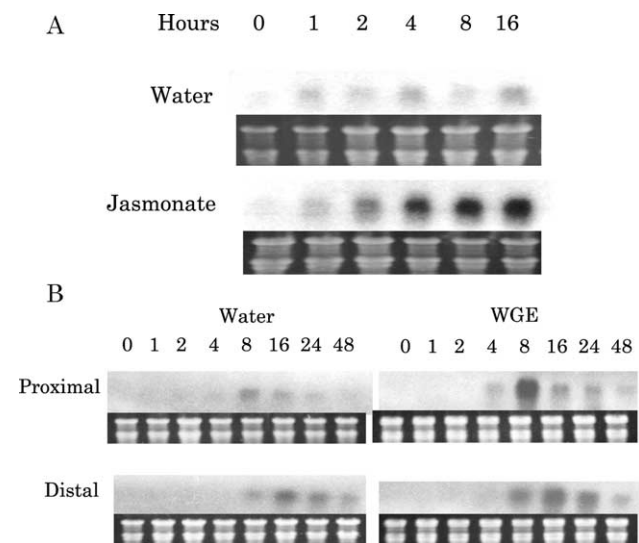 A Hours 0 1 2 4 8 16
Water
Jasmonate
B
Water WGE
0 1 2 4 8 16 24 48 0 1 2 4 8 16 24 48
Proximal
Distal